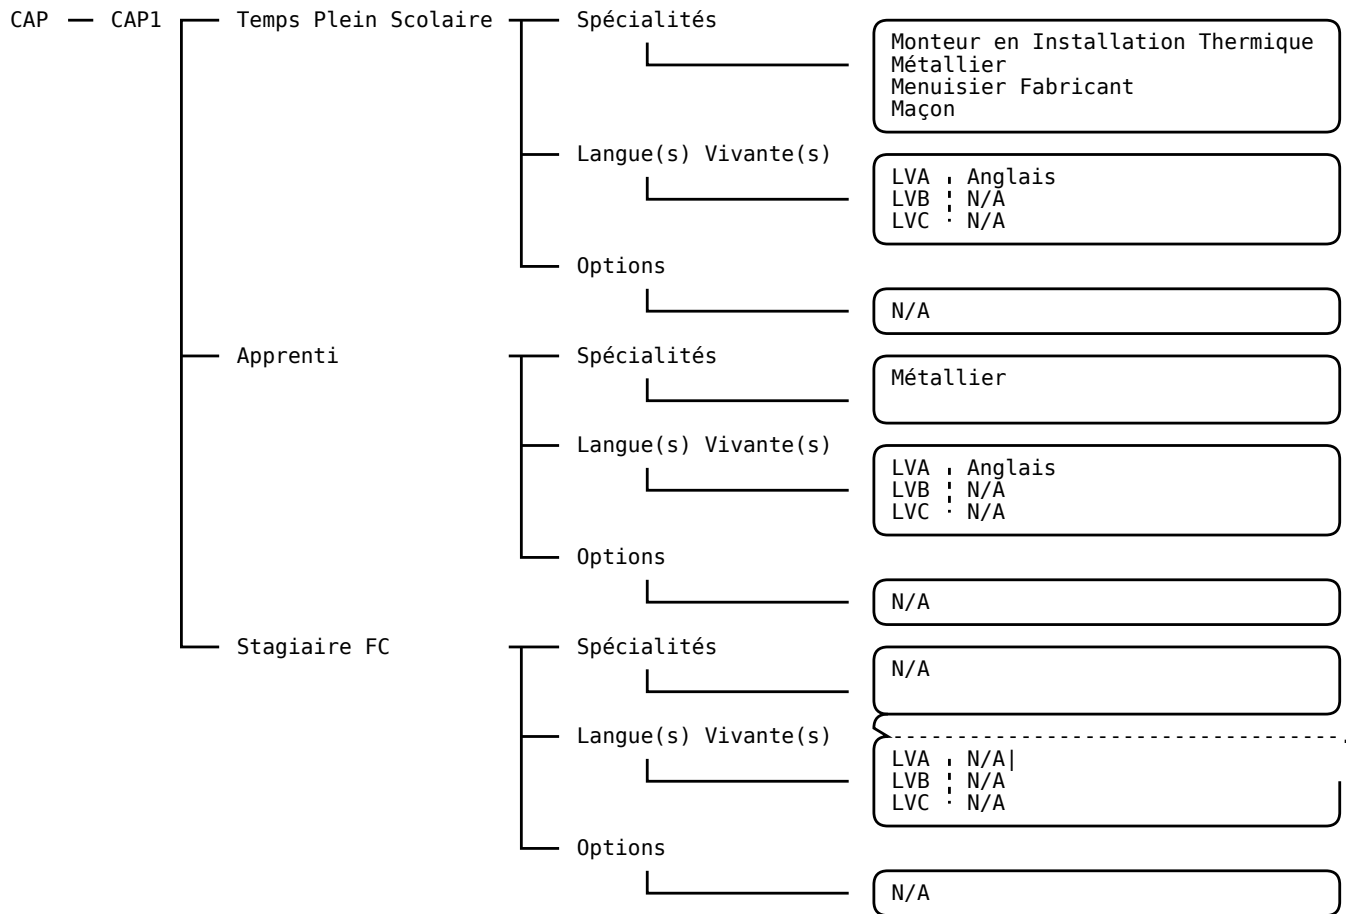 CAP CAP1 Temps Plein Scolaire Spécialités
Monteur en Installation Thermique
Métallier
Menuisier Fabricant
Maçon
Langue(s) Vivante(s)
LVA Anglais
LVB N/A
LVC N/A
Options
N/A
Apprenti Spécialités
Métallier
Langue(s) Vivante(s)
LVA Anglais
LVB N/A
LVC N/A
Options
N/A
Stagiaire FC Spécialités
N/A
Langue(s) Vivante(s)
LVA N/A|
LVB N/A
LVC N/A
Options
N/A